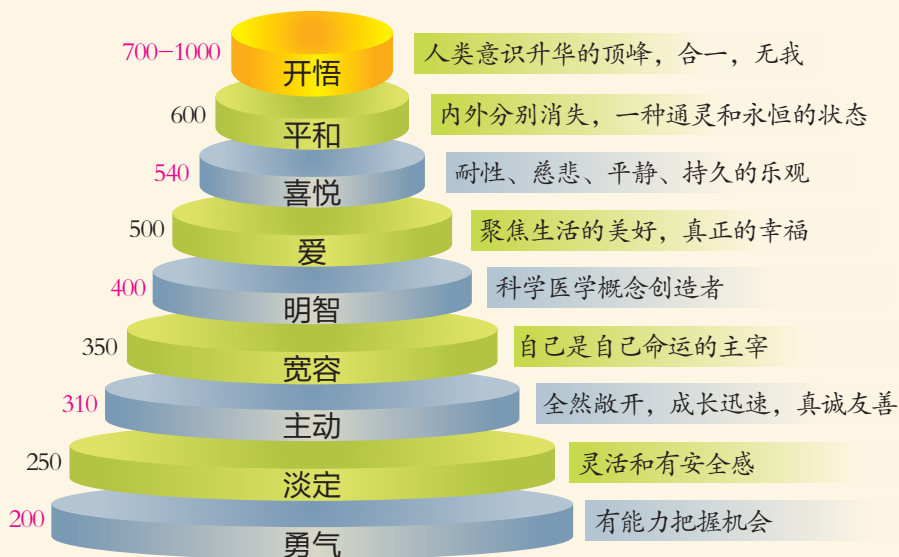 700-1000 开悟 人类意识升华的顶峰，合一，无我
600 平和 内外分别消失，一种通灵和永恒的状态
540 喜悦 耐性、慈悲、平静、持久的乐观
500 爱 聚焦生活的美好，真正的幸福
400 明智 科学医学概念创造者
350 宽容 自己是自己命运的主宰
310 主动 全然敞开，成长迅速，真诚友善
250 淡定 灵活和有安全感
200 勇气 有能力把握机会